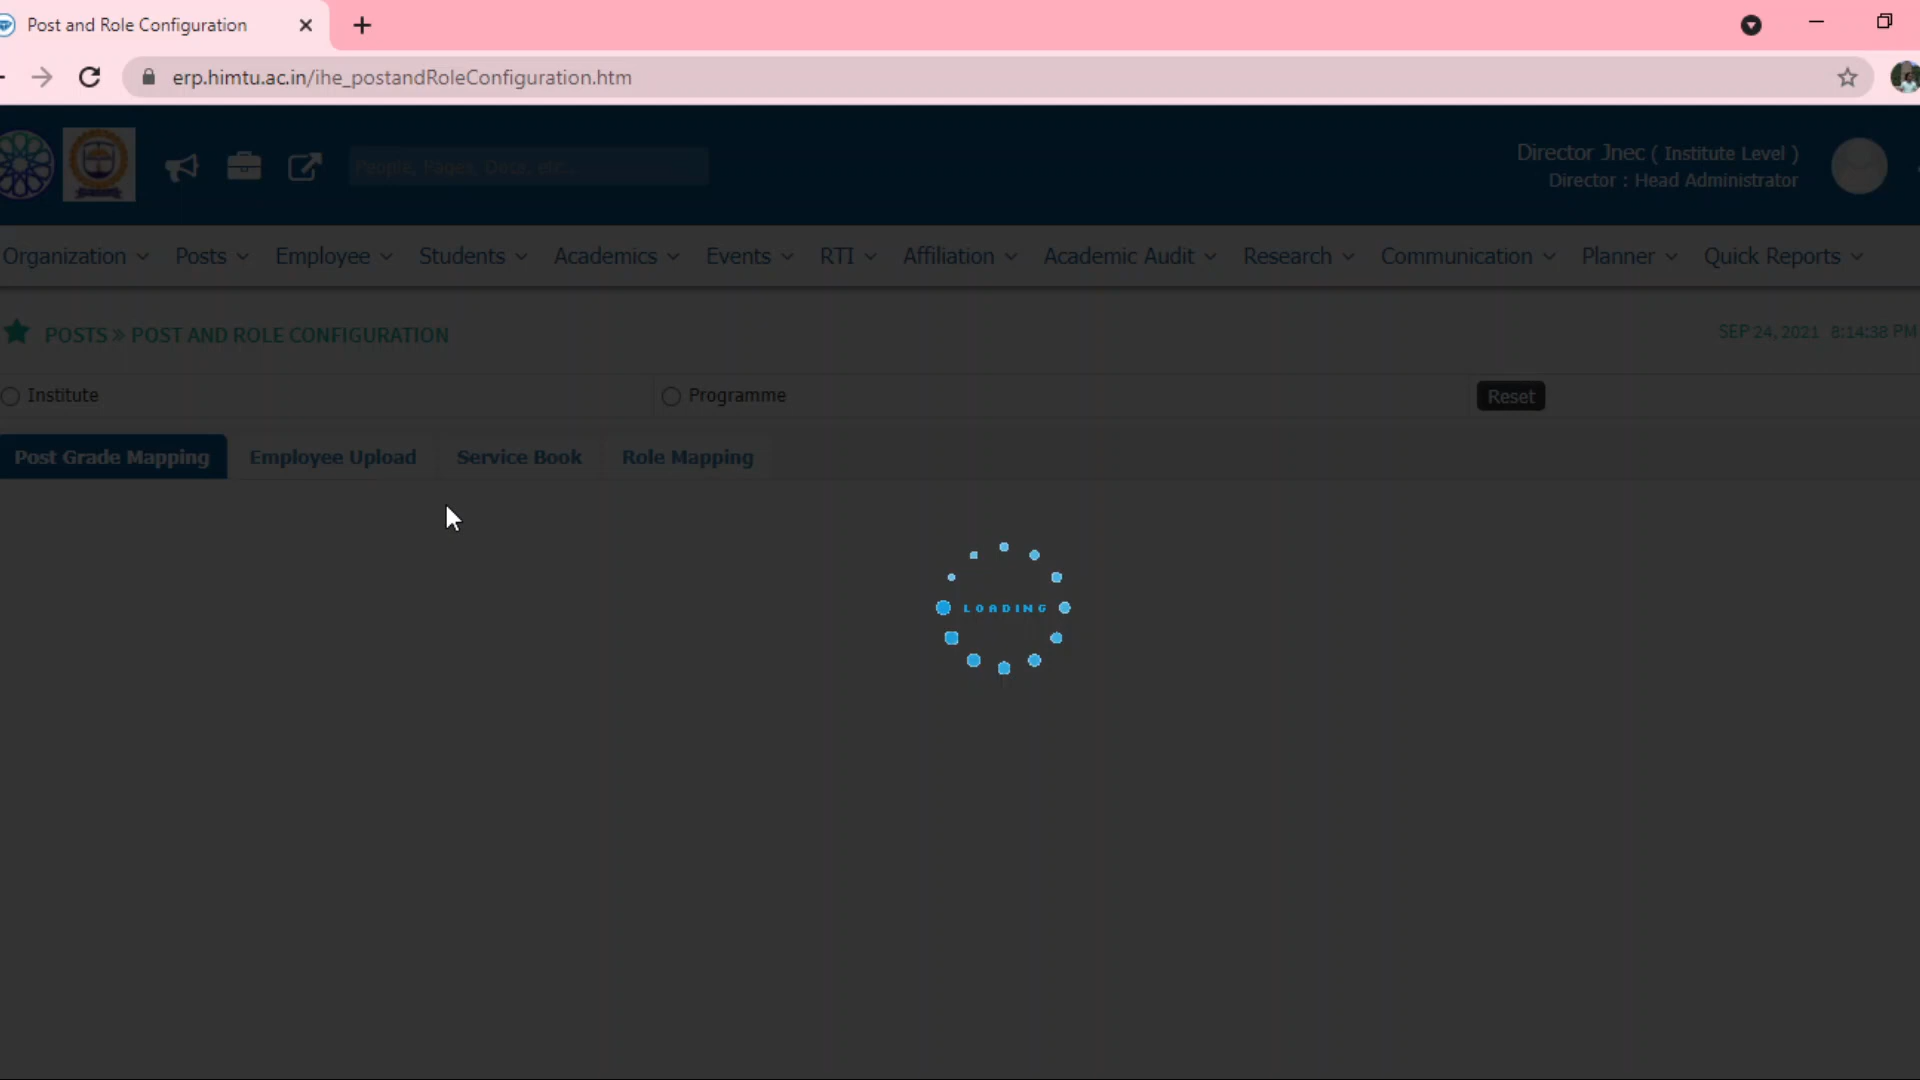 Post and Role Configuration
erp.himtu.ac.in/ihe_postandRoleConfiguration.htm
People, Pages, Data, etc...
Director Jnec ( Institute Level )
Director : Head Administrator
Organization Posts Employee Students Academics Events RTI Affiliation Academic Audit Research Communication Planner Quick Reports
POSTS » POST AND ROLE CONFIGURATION
SEP 24, 2021 8:14:38 PM
Institute Programme Reset
Post Grade Mapping Employee Upload Service Book Role Mapping
LOADING